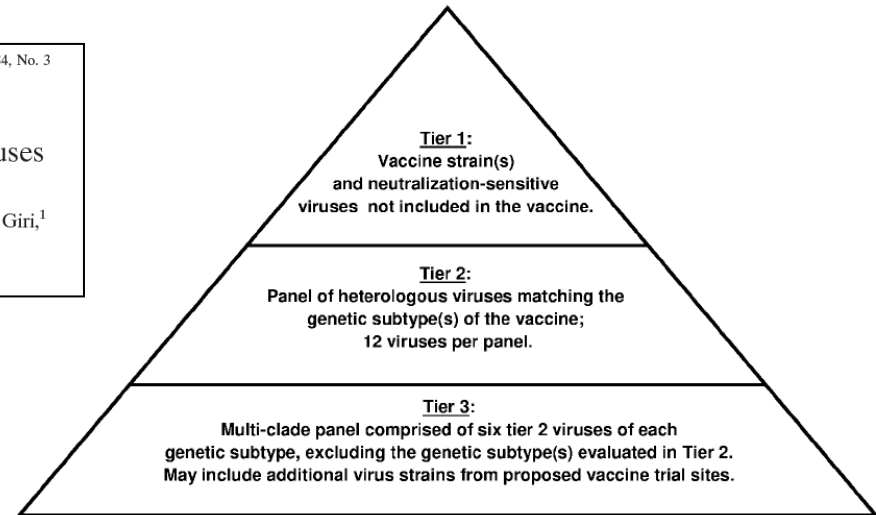 4, No. 3
uses
Giri,1
Tier 1:
Vaccine strain(s)
and neutralization-sensitive
viruses not included in the vaccine.
Tier 2:
Panel of heterologous viruses matching the
genetic subtype(s) of the vaccine;
12 viruses per panel.
Tier 3:
Multi-clade panel comprised of six tier 2 viruses of each
genetic subtype, excluding the genetic subtype(s) evaluated in Tier 2.
May include additional virus strains from proposed vaccine trial sites.